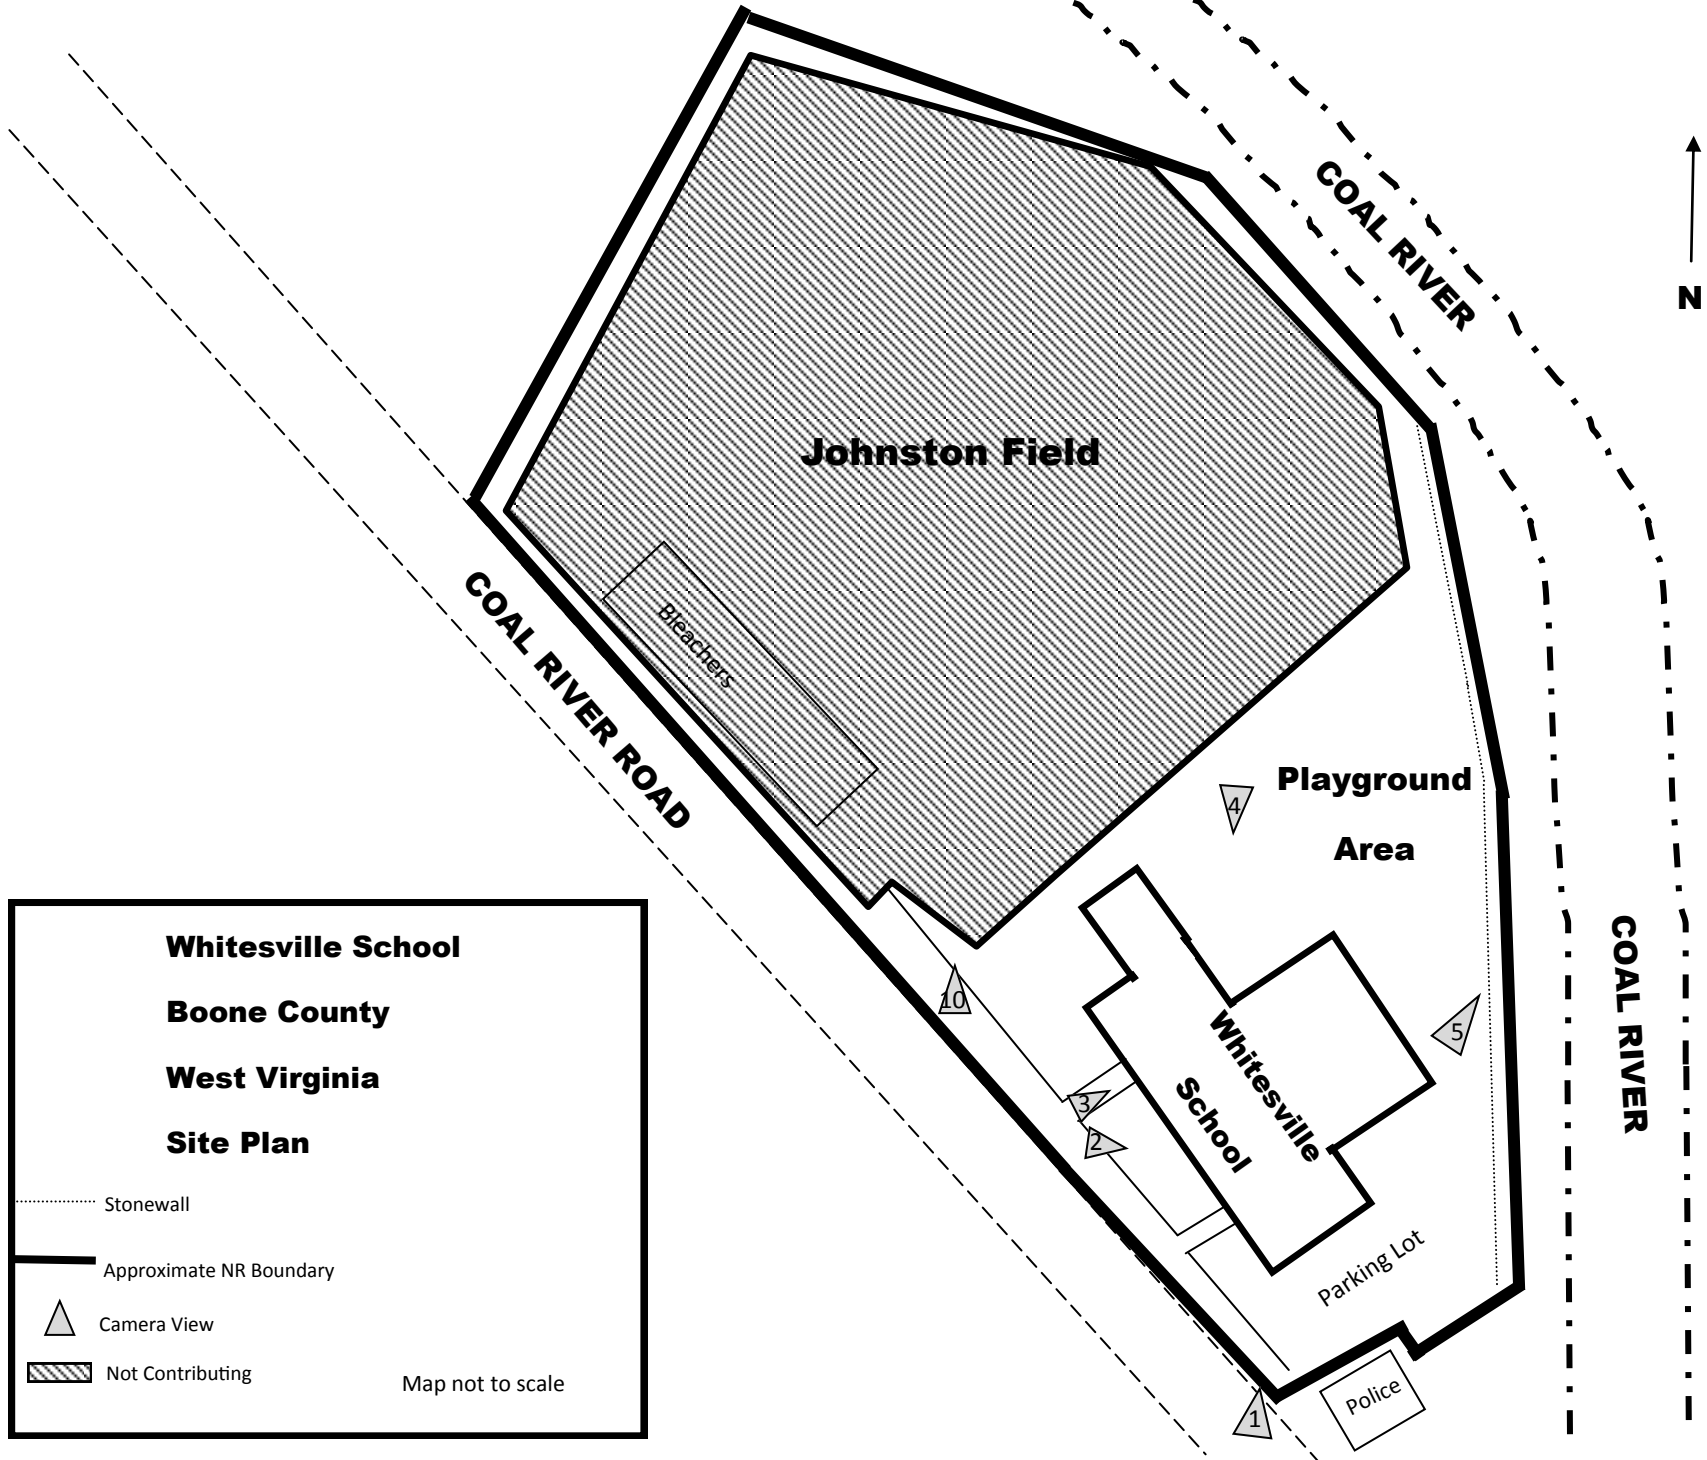 COAL RIVER
N
Johnston Field
Bleachers
COAL RIVER ROAD
Playground
Area
4
10
5
3
2
1
Whitesville
School
COAL RIVER
Parking Lot
Police
Whitesville School
Boone County
West Virginia
Site Plan
Stonewall
Approximate NR Boundary
Camera View
Not Contributing
Map not to scale